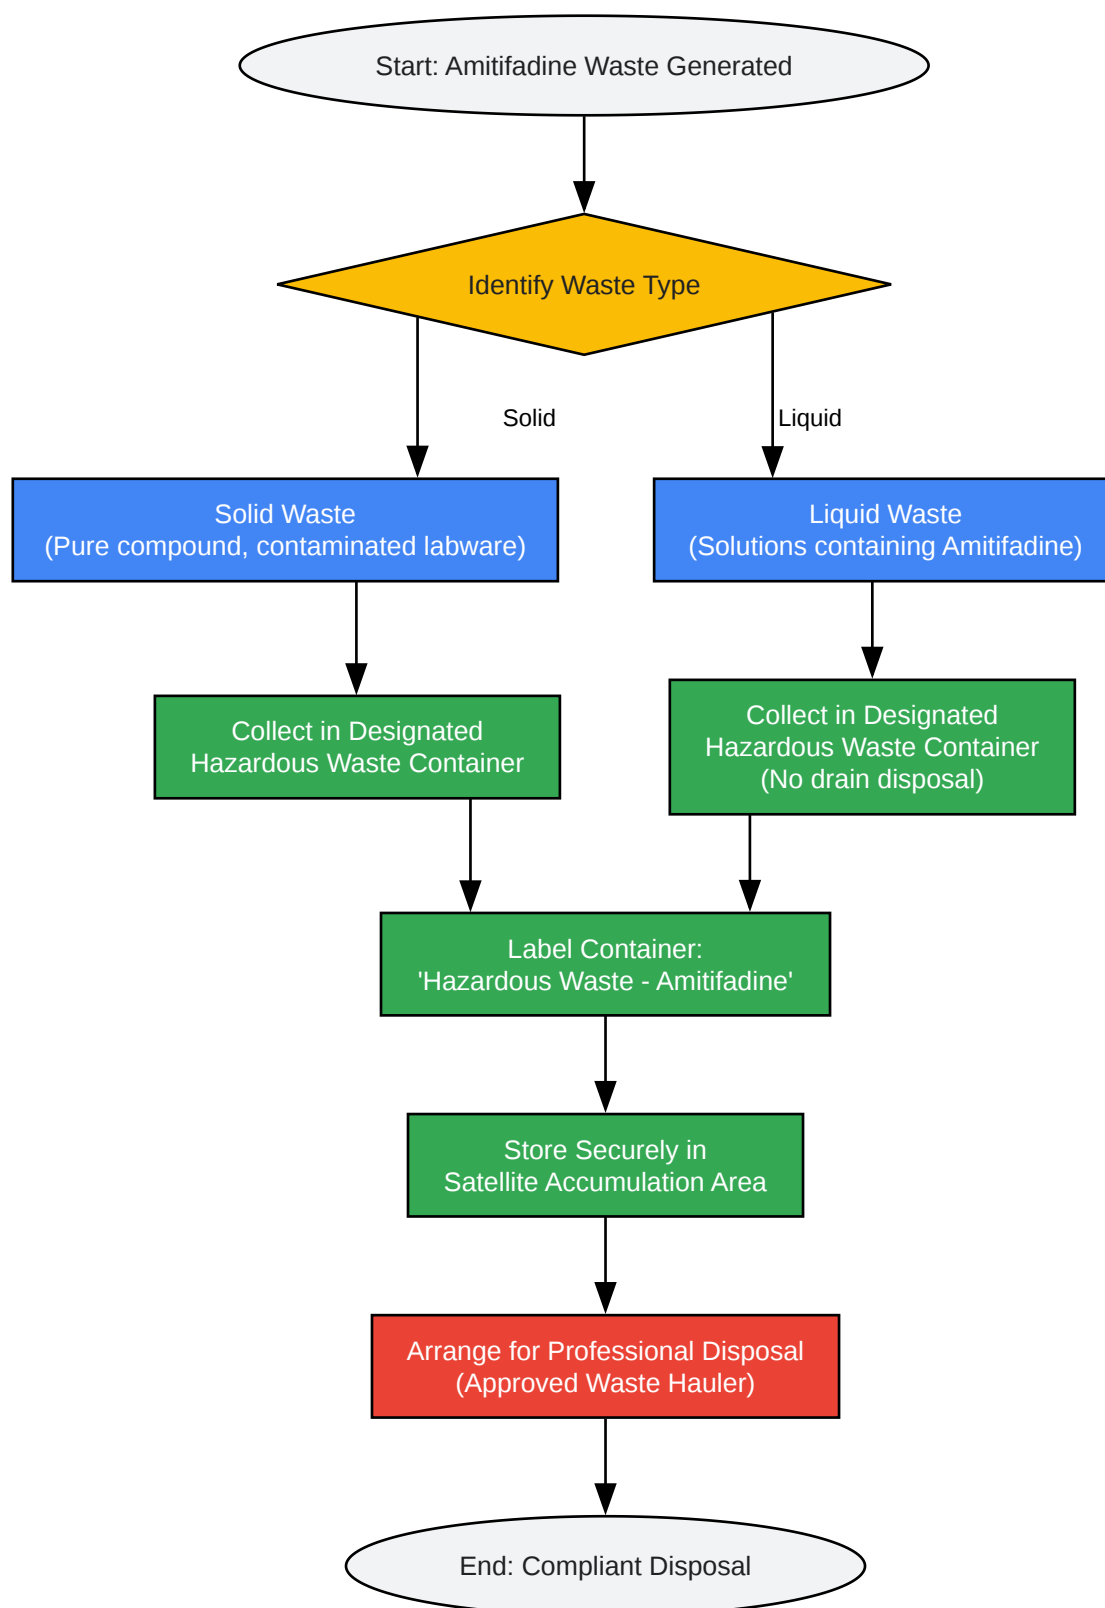 Start: Amitifadine Waste Generated
Identify Waste Type
Solid
Liquid
Solid Waste
(Pure compound, contaminated labware)
Liquid Waste
(Solutions containing Amitifadine)
Collect in Designated
Hazardous Waste Container
Collect in Designated
Hazardous Waste Container
(No drain disposal)
Label Container:
'Hazardous Waste - Amitifadine'
Store Securely in
Satellite Accumulation Area
Arrange for Professional Disposal
(Approved Waste Hauler)
End: Compliant Disposal